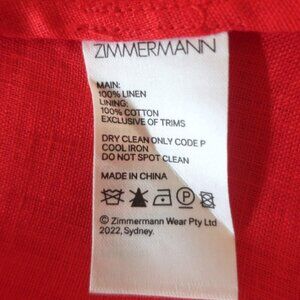 ZIMMERMANN
MAIN:
100% LINEN
LINING:
100% COTTON
EXCLUSIVE OF TRIMS
DRY CLEAN ONLY CODE P
COOL IRON
DO NOT SPOT CLEAN
MADE IN CHINA
P
© Zimmermann Wear Pty Ltd
2022, Sydney.